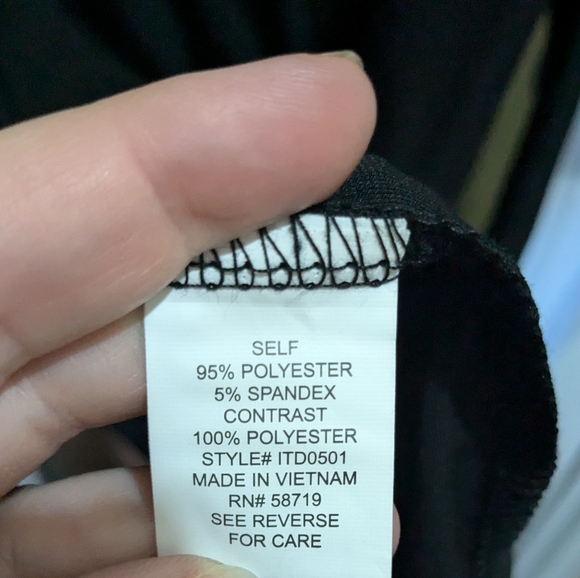 SELF
95% POLYESTER
5% SPANDEX
CONTRAST
100% POLYESTER
STYLE# ITD0501
MADE IN VIETNAM
RN# 58719
SEE REVERSE
FOR CARE